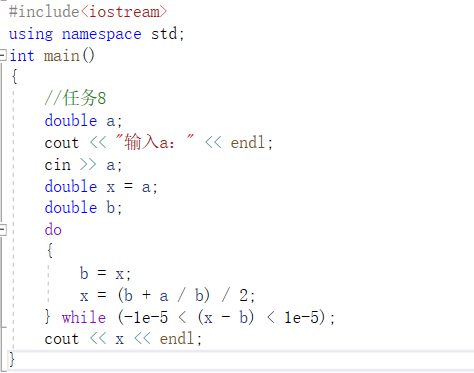 #include<iostream>
using namespace std;
int main()
{
//任务8
double a;
cout << "输入a：" << endl;
cin >> a;
double x = a;
double b;
do
{
b = x;
x = (b + a / b) / 2;
} while (-1e-5 < (x - b) < 1e-5);
cout << x << endl;
}